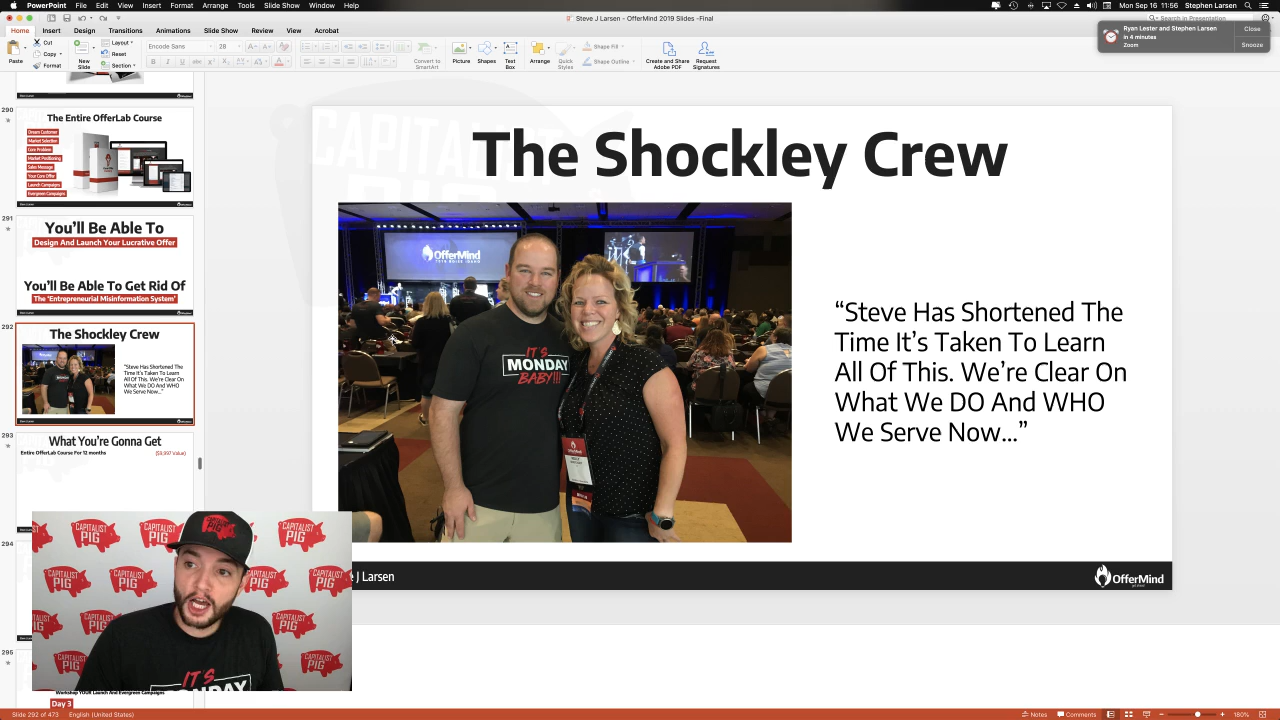 PowerPoint File Edit View Insert Format Arrange Tools Slide Show Window Help
Mon Sep 16 11:56 Stephen Larsen
Steve J Larsen - OfferMind 2019 Slides -Final
Search in Presentation
Home Insert Design Transitions Animations Slide Show Review View Acrobat
Ryan Lester and Stephen Larsen
in 4 minutes
Zoom
Close
Snooze
Paste
Cut
Copy
Format
New
Slide
Layout
Reset
Section
Encode Sans
28
Convert to
SmartArt
Picture
Shapes
Text
Box
Arrange
Quick
Styles
Shape Fill
Shape Outline
Create and Share
Adobe PDF
Request
Signatures
290
The Entire OfferLab Course
Dream Customer
Market Selection
Core Problem
Market Positioning
Sales Message
Your Core Offer
Launch Campaigns
Evergreen Campaigns
291
You'll Be Able To
Design And Launch Your Lucrative Offer
You'll Be Able To Get Rid Of
The 'Entrepreneurial Misinformation System'
292
The Shockley Crew
"Steve Has Shortened The
Time It's Taken To Learn
All Of This. We're Clear On
What We DO And WHO
We Serve Now..."
293
What You're Gonna Get
Entire OfferLab Course For 12 months
($9,997 Value)
294
295
Workshop YOUR Launch And Evergreen Campaigns
Day 3
The Shockley Crew
OfferMind
IT'S
MONDAY
BABY!!!
“Steve Has Shortened The
Time It’s Taken To Learn
All Of This. We’re Clear On
What We DO And WHO
We Serve Now...”
e J Larsen
OfferMind
CAPITALIST
PIG
IT'S
MONDAY
Slide 292 of 473 English (United States)
Notes Comments
180%